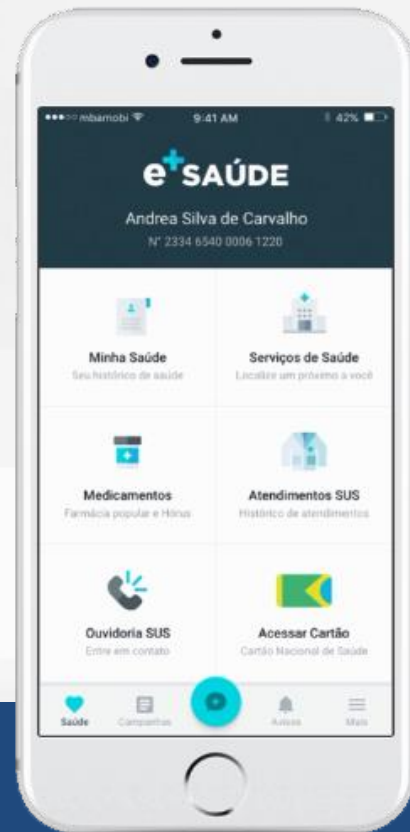 mbamobi
9:41 AM
42%
e+SAÚDE
Andrea Silva de Carvalho
N° 2334 6540 0006 1220
Minha Saúde
Seu histórico de saúde
Serviços de Saúde
Localize um próximo a você
Medicamentos
Farmácia popular e Hórus
Atendimentos SUS
Histórico de atendimentos
Ouvidoria SUS
Entre em contato
Acessar Cartão
Cartão Nacional de Saúde
Saúde
Campanhas
Avisos
Mais